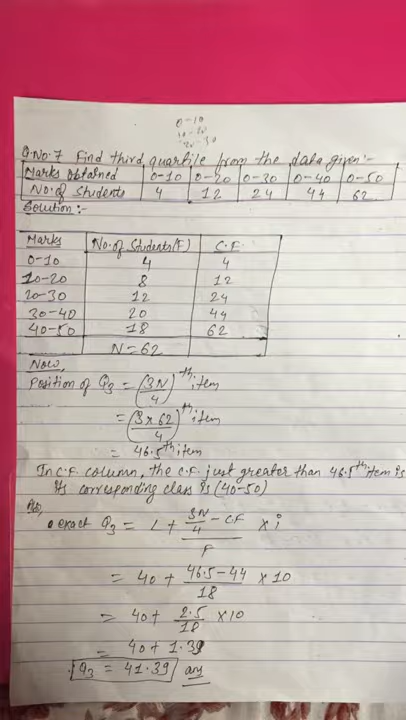 0-10
10-20
20-30
Q.No.7 Find third quartile from the data given:-
Marks obtained 0-10 0-20 0-30 0-40 0-50
No. of Students 4 12 24 44 62
Solution:-
Marks No. of Students (F) C.F
0-10 4 4
10-20 8 12
20-30 12 24
30-40 20 44
40-50 18 62
N=62
Now,
Position of Q₃ = (3N/4)th item
= (3×62/4)th item
= 46.5th item
In C.F. column, the C.F. just greater than 46.5th item is
its corresponding class is (40-50)
exact Q₃ = L + (3N/4 - CF)/F × i
= 40 + (46.5-44)/18 × 10
= 40 + 2.5/18 × 10
= 40 + 1.39
Q₃ = 41.39 ans